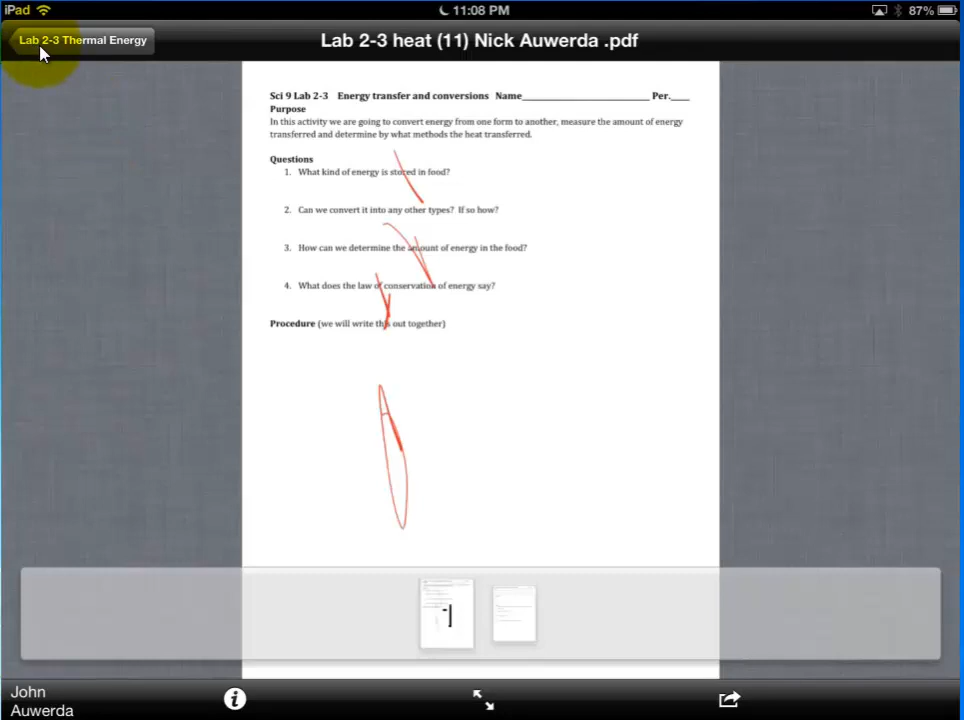 iPad 11:08 PM 87%
Lab 2-3 Thermal Energy Lab 2-3 heat (11) Nick Auwerda .pdf
Sci 9 Lab 2-3 Energy transfer and conversions Name__________________________ Per.____
Purpose
In this activity we are going to convert energy from one form to another, measure the amount of energy
transferred and determine by what methods the heat transferred.
Questions
1. What kind of energy is stored in food?
2. Can we convert it into any other types? If so how?
3. How can we determine the amount of energy in the food?
4. What does the law of conservation of energy say?
Procedure (we will write this out together)
John
Auwerda